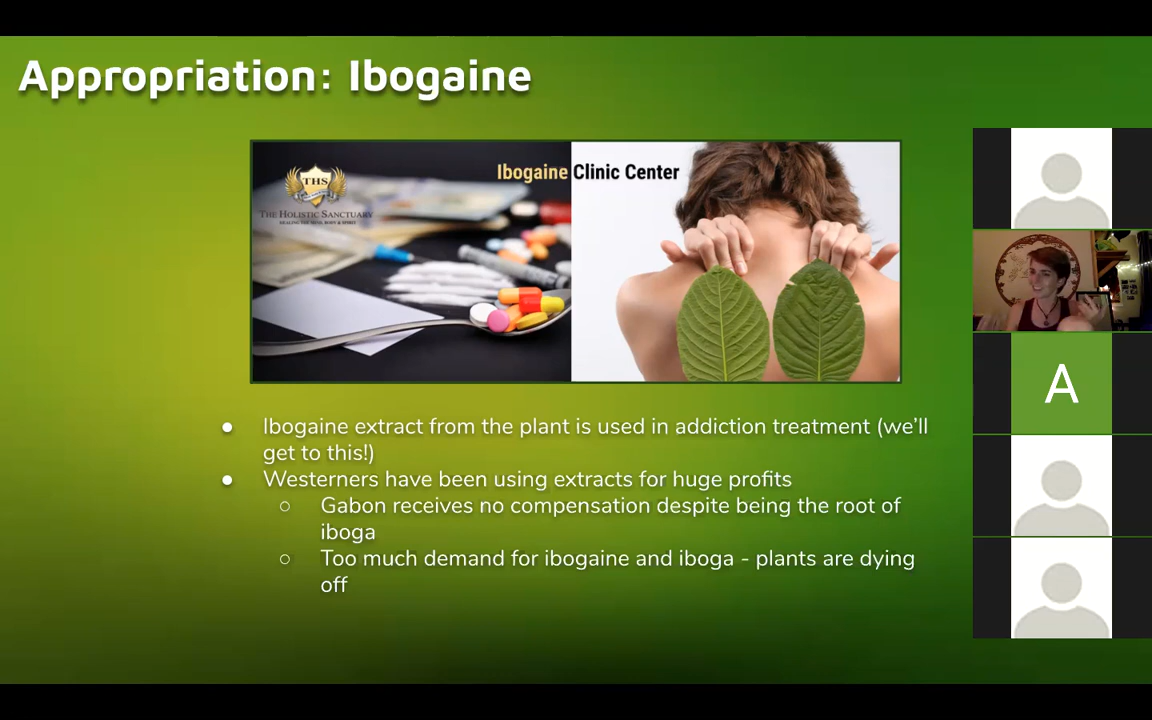 Appropriation: Ibogaine
THS
THE HOLISTIC SANCTUARY
HEALING THE MIND, BODY & SPIRIT
Ibogaine Clinic Center
● Ibogaine extract from the plant is used in addiction treatment (we'll
get to this!)
● Westerners have been using extracts for huge profits
○ Gabon receives no compensation despite being the root of
iboga
○ Too much demand for ibogaine and iboga - plants are dying
off
A